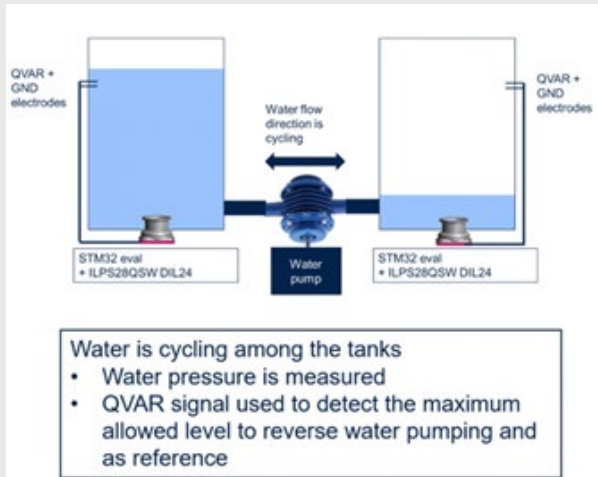 QVAR +
GND
electrodes
Water flow
direction is
cycling
QVAR +
GND
electrodes
STM32 eval
+ ILPS28QSW DIL24
Water
pump
STM32 eval
+ ILPS28QSW DIL24
Water is cycling among the tanks
• Water pressure is measured
• QVAR signal used to detect the maximum
allowed level to reverse water pumping and
as reference